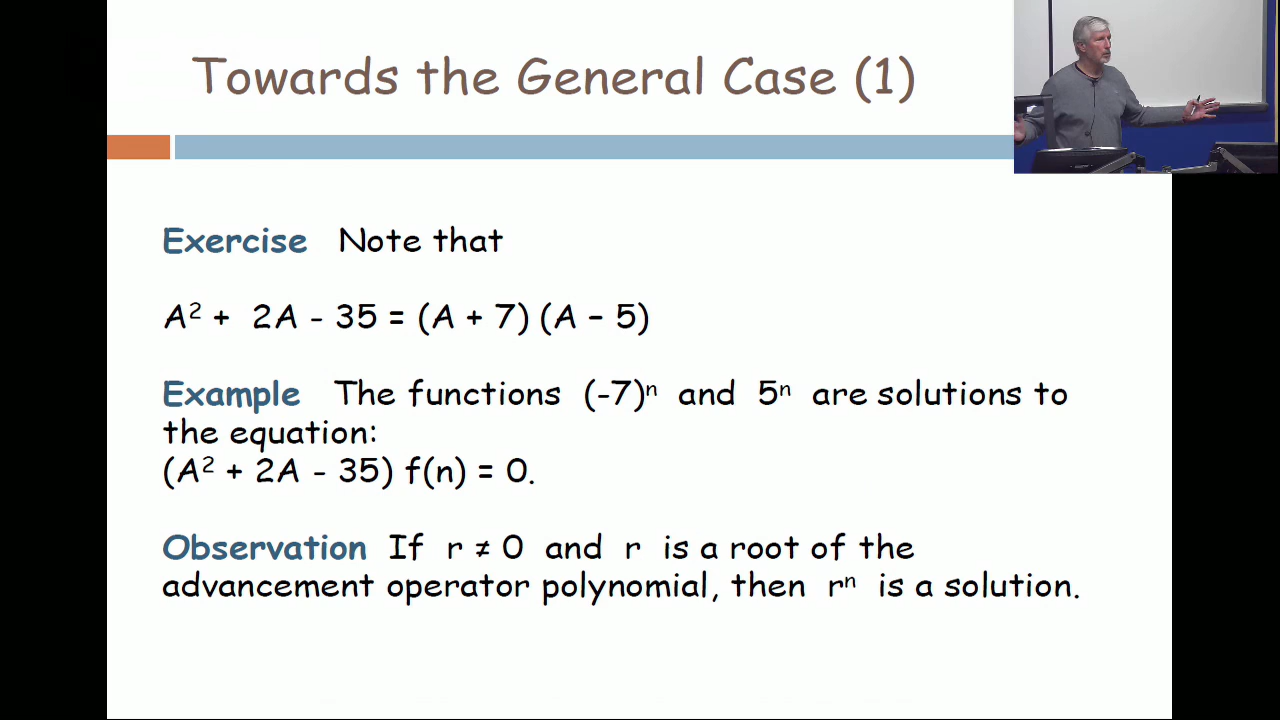 Towards the General Case (1)
Exercise Note that
A² + 2A - 35 = (A + 7) (A – 5)
Example The functions (-7)ⁿ and 5ⁿ are solutions to
the equation:
(A² + 2A - 35) f(n) = 0.
Observation If r ≠ 0 and r is a root of the
advancement operator polynomial, then rⁿ is a solution.